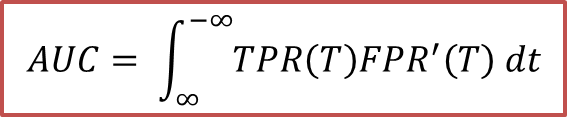 AUC = ∫_{∞}^{-∞} TPR(T)FPR′(T) dt